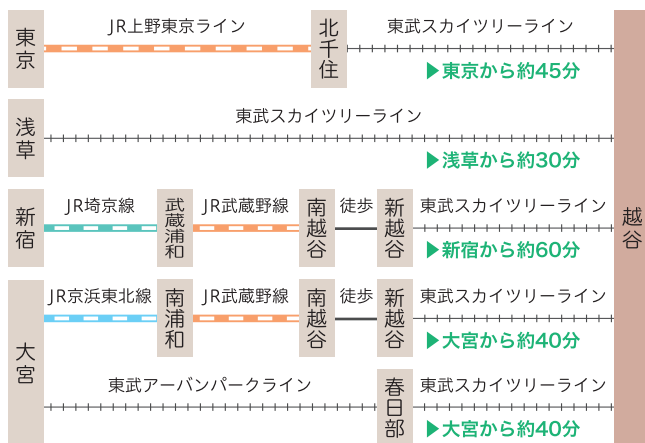 東京
JR上野東京ライン
北千住
東武スカイツリーライン
▶東京から約45分
浅草
東武スカイツリーライン
▶浅草から約30分
新宿
JR埼京線
武蔵浦和
JR武蔵野線
南越谷
徒歩
新越谷
東武スカイツリーライン
▶新宿から約60分
大宮
JR京浜東北線
南浦和
JR武蔵野線
南越谷
徒歩
新越谷
東武スカイツリーライン
▶大宮から約40分
東武アーバンパークライン
春日部
東武スカイツリーライン
▶大宮から約40分
越谷